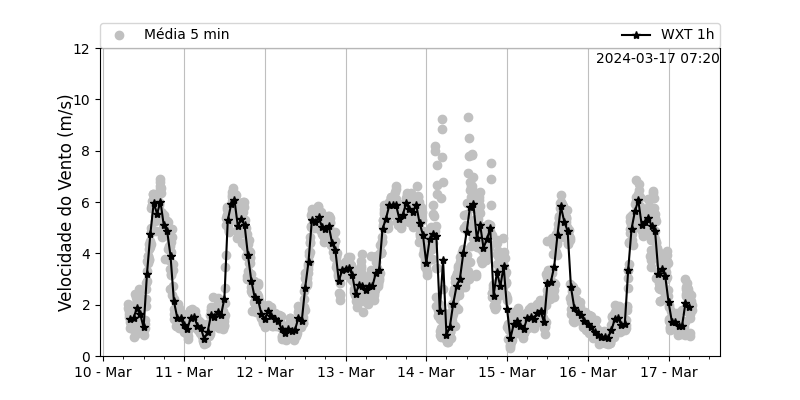 Média 5 min
WXT 1h
2024-03-17 07:20
Velocidade do Vento (m/s)
12
10
8
6
4
2
0
10 - Mar
11 - Mar
12 - Mar
13 - Mar
14 - Mar
15 - Mar
16 - Mar
17 - Mar